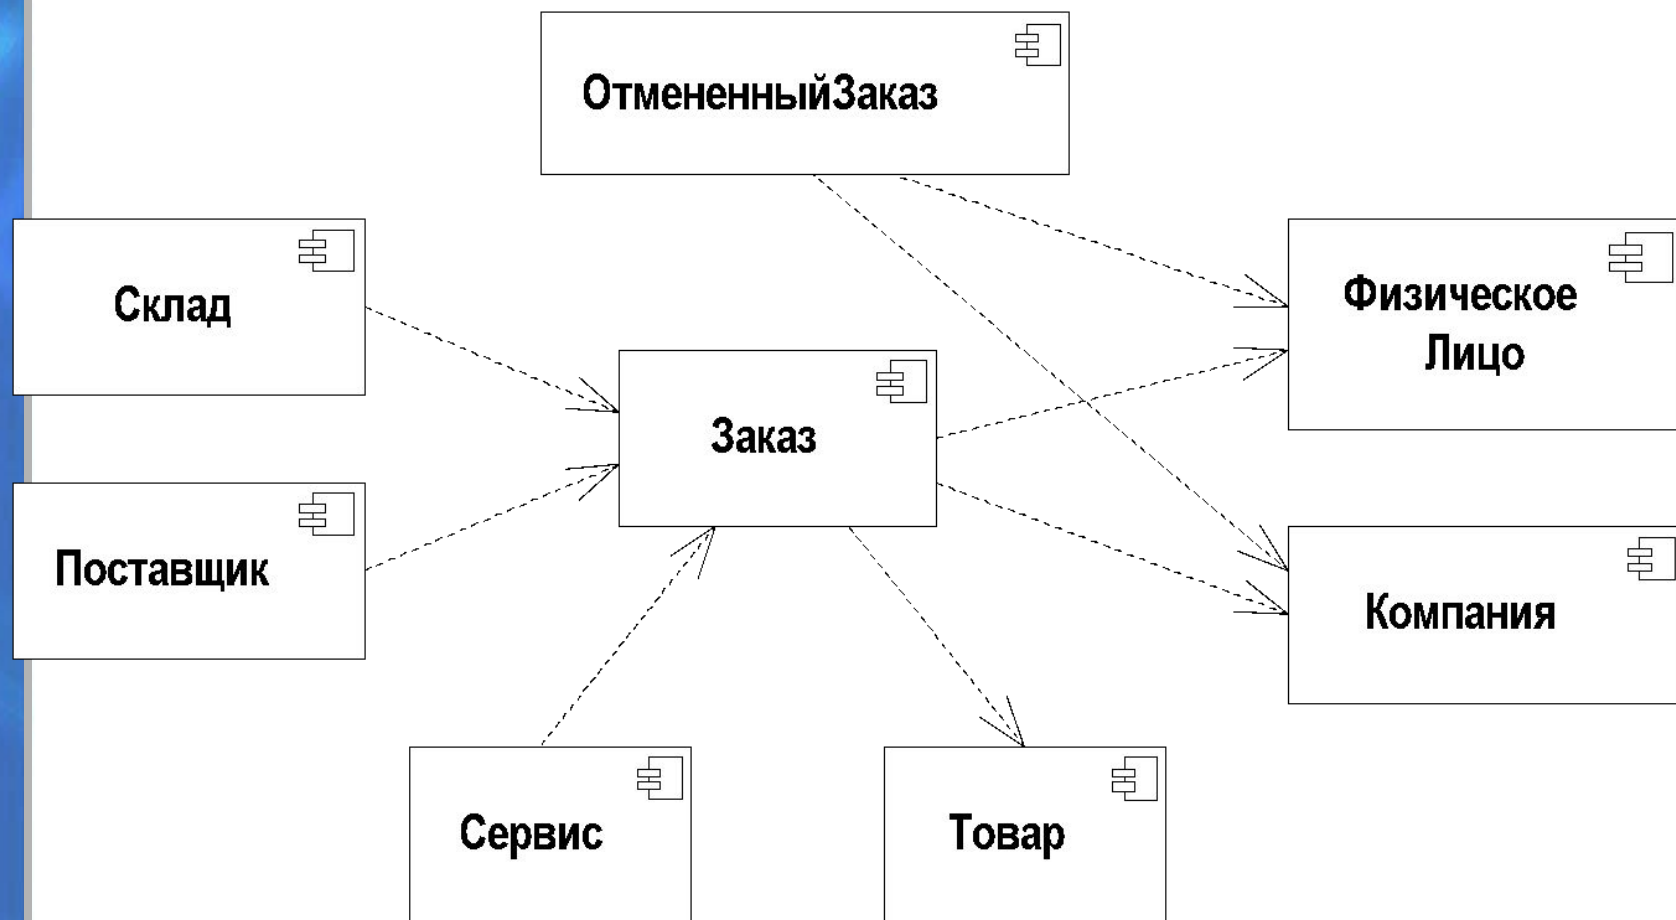 ОтмененныйЗаказ
Склад
Физическое
Лицо
Заказ
Поставщик
Компания
Сервис
Товар